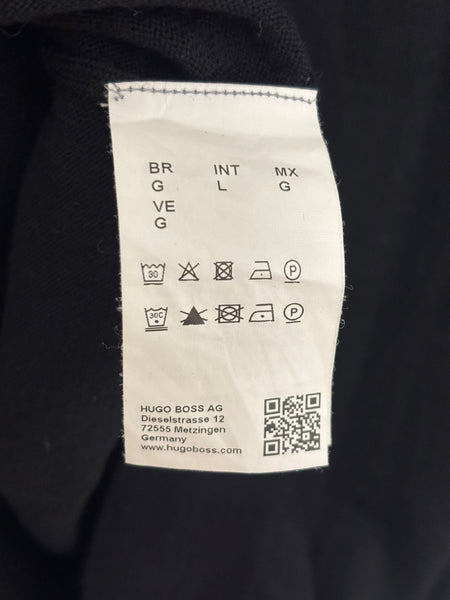 BR INT MX
G L G
VE
G
30 P
30C P
HUGO BOSS AG
Dieselstrasse 12
72555 Metzingen
Germany
www.hugoboss.com